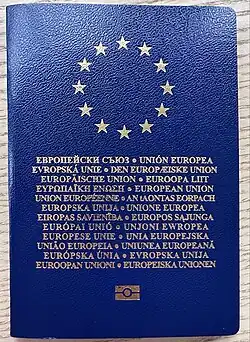 ЕВРОПЕЙСКИ СЪЮЗ • UNIÓN EUROPEA
EVROPSKÁ UNIE • DEN EUROPÆISKE UNION
EUROPÄISCHE UNION • EUROOPA LIIT
ΕΥΡΩΠΑΪΚΗ ΕΝΩΣΗ • EUROPEAN UNION
UNION EUROPÉENNE • AN tAONTAS EORPACH
EUROPSKA UNIJA • UNIONE EUROPEA
EIROPAS SAVIENĪBA • EUROPOS SĄJUNGA
EURÓPAI UNIÓ • UNJONI EWROPEA
EUROPESE UNIE • UNIA EUROPEJSKA
UNIÃO EUROPEIA • UNIUNEA EUROPEANĂ
EURÓPSKA ÚNIA • EVROPSKA UNIJA
EUROOPAN UNIONI • EUROPEISKA UNIONEN